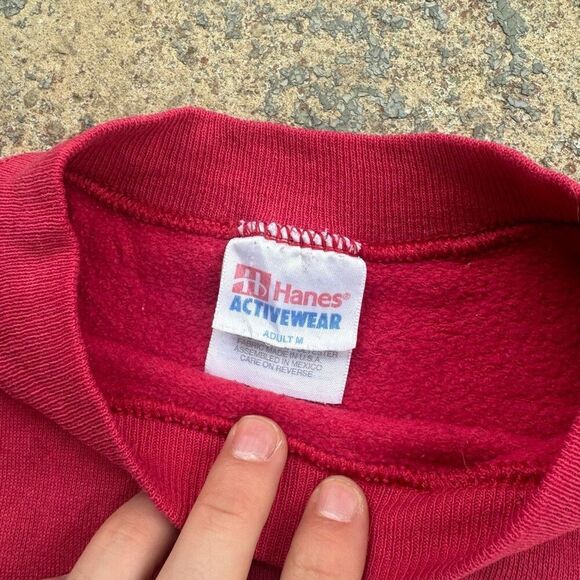 H Hanes®
ACTIVEWEAR
ADULT M
FABRIC MADE IN U.S.A.
ASSEMBLED IN MEXICO
CARE ON REVERSE